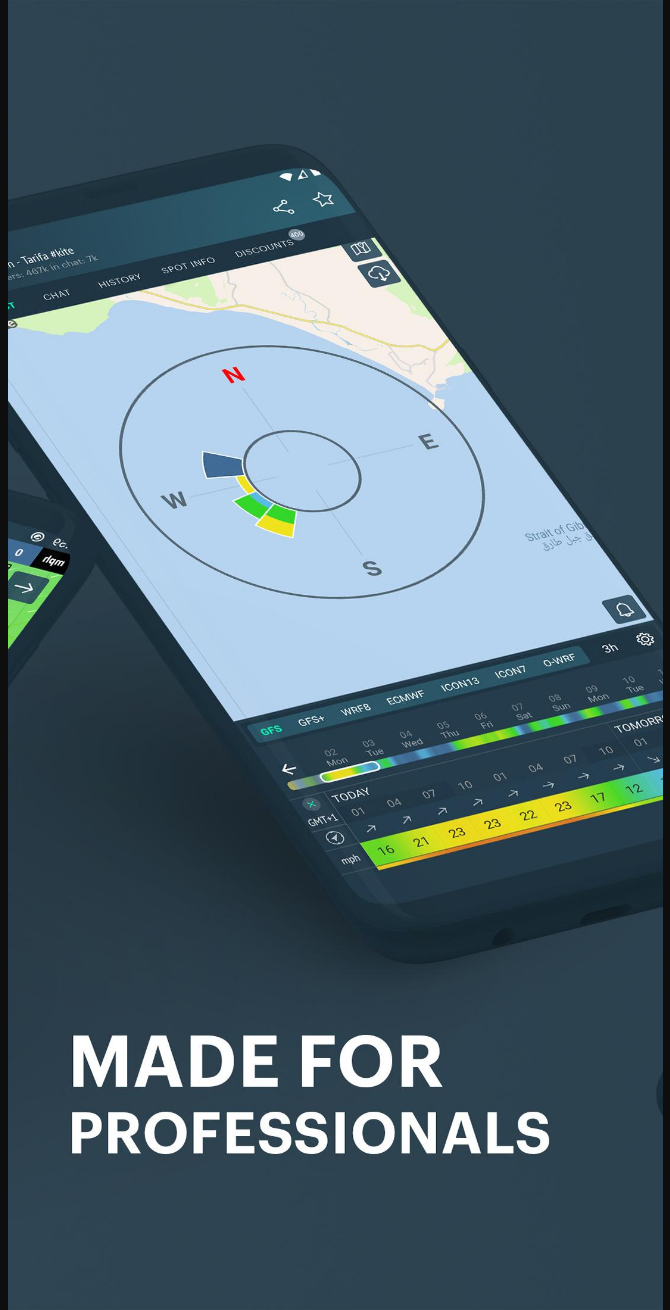 n - Tarifa #kite
ers: 467k in chat: 7k
ST CHAT HISTORY SPOT INFO DISCOUNTS 400
N
E
W
S
Strait of Gib
ق جبل طارق
0 mph
GFS GFS+ WRF8 ECMWF ICON13 ICON7 O-WRF 3h
02 03 04 05 06 07 08 09 10
Mon Tue Wed Thu Fri Sat Sun Mon Tue
TODAY TOMORR
GMT+1 01 04 07 10 01 04 07 10 01
mph 16 21 23 23 22 23 17 12
MADE FOR
PROFESSIONALS